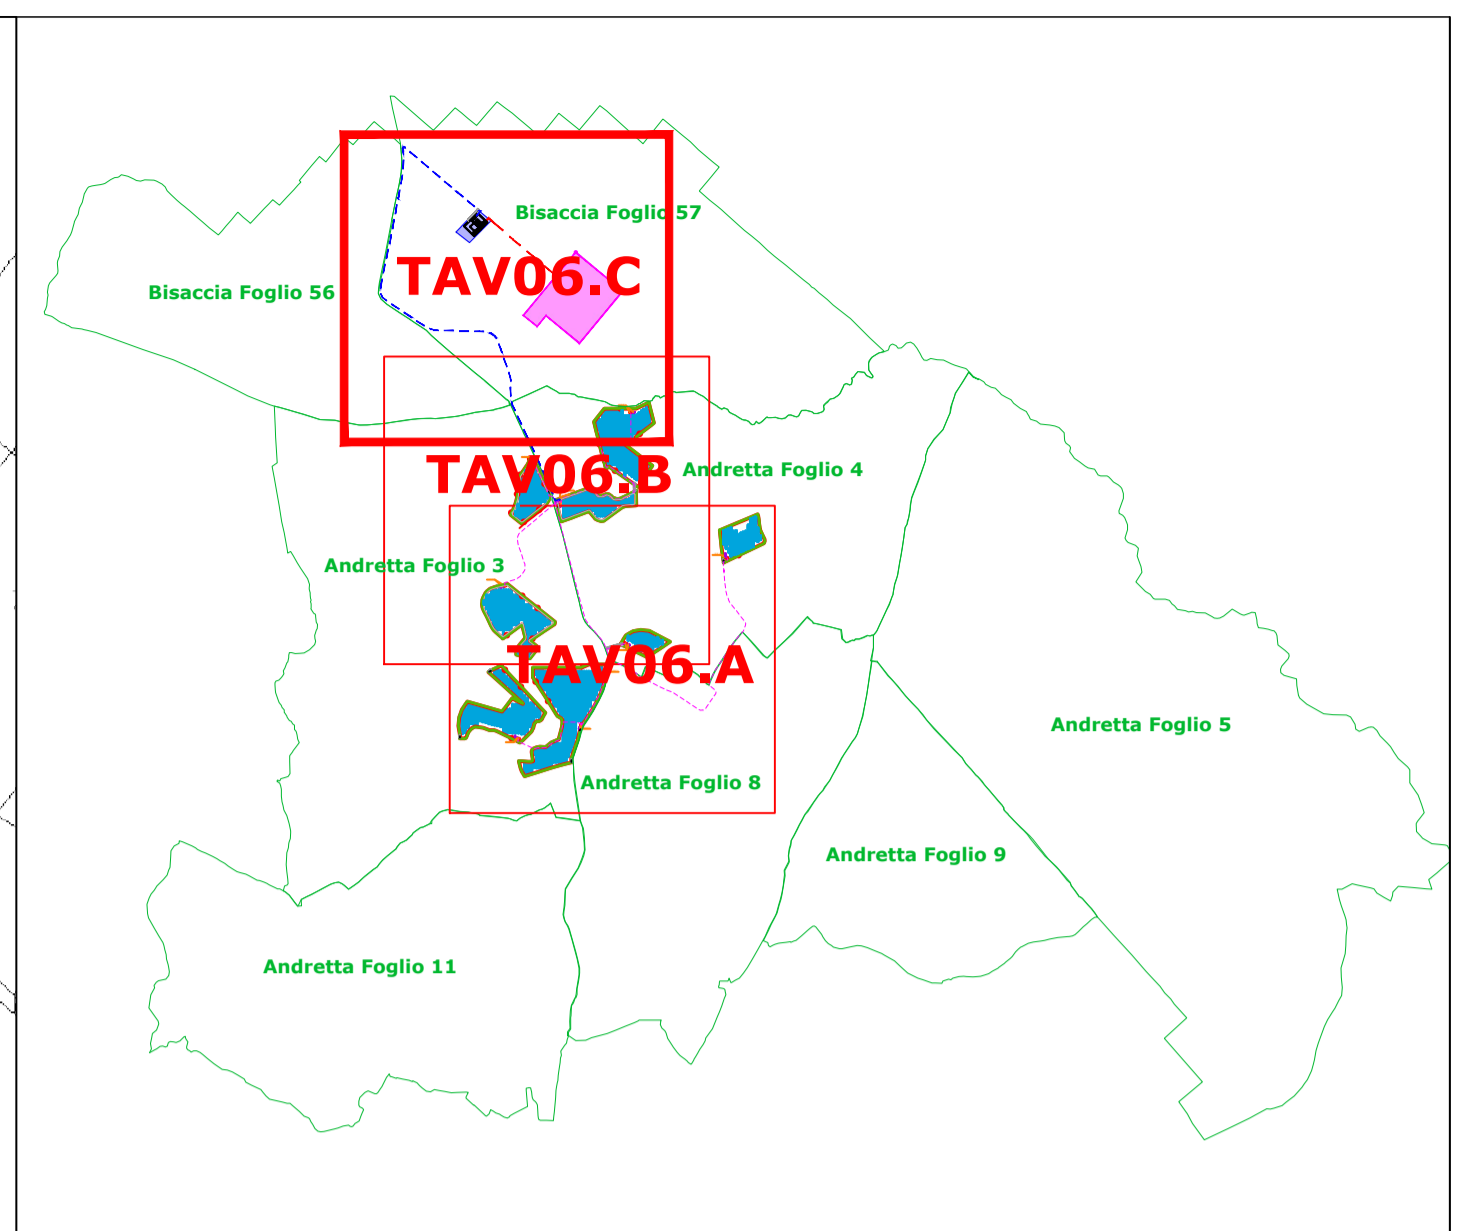 Bisaccia Foglio 57
TAV06.C
Bisaccia Foglio 56
TAV06.B
Andretta Foglio 4
Andretta Foglio 3
TAV06.A
Andretta Foglio 5
Andretta Foglio 8
Andretta Foglio 9
Andretta Foglio 11